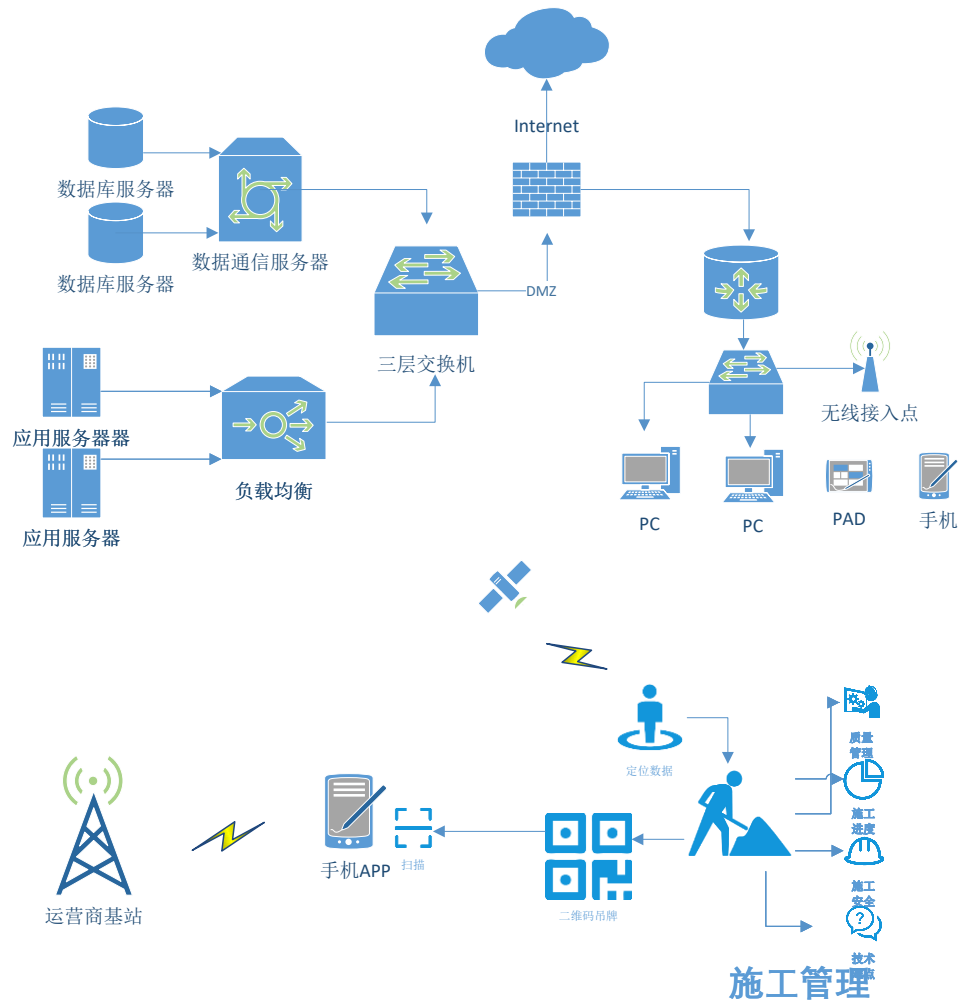 Internet
数据库服务器
数据通信服务器
数据库服务器
DMZ
三层交换机
无线接入点
应用服务器器
负载均衡
应用服务器
PC
PC
PAD
手机
定位数据
质量
管理
施工
进度
手机APP
扫描
施工
安全
二维码吊牌
运营商基站
技术
点
施工管理